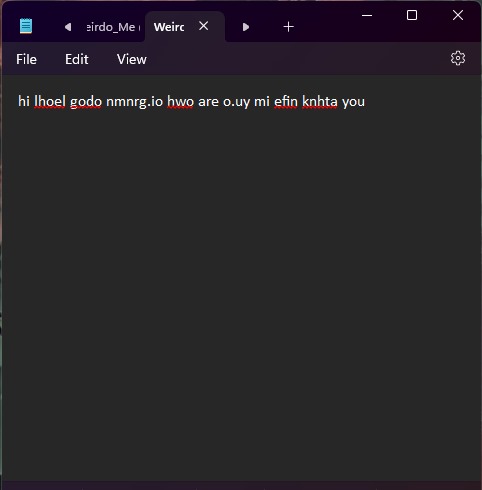 eirdo_Me (
Weirc
File Edit View
hi lhoel godo nmnrg.io hwo are o.uy mi efin knhta you